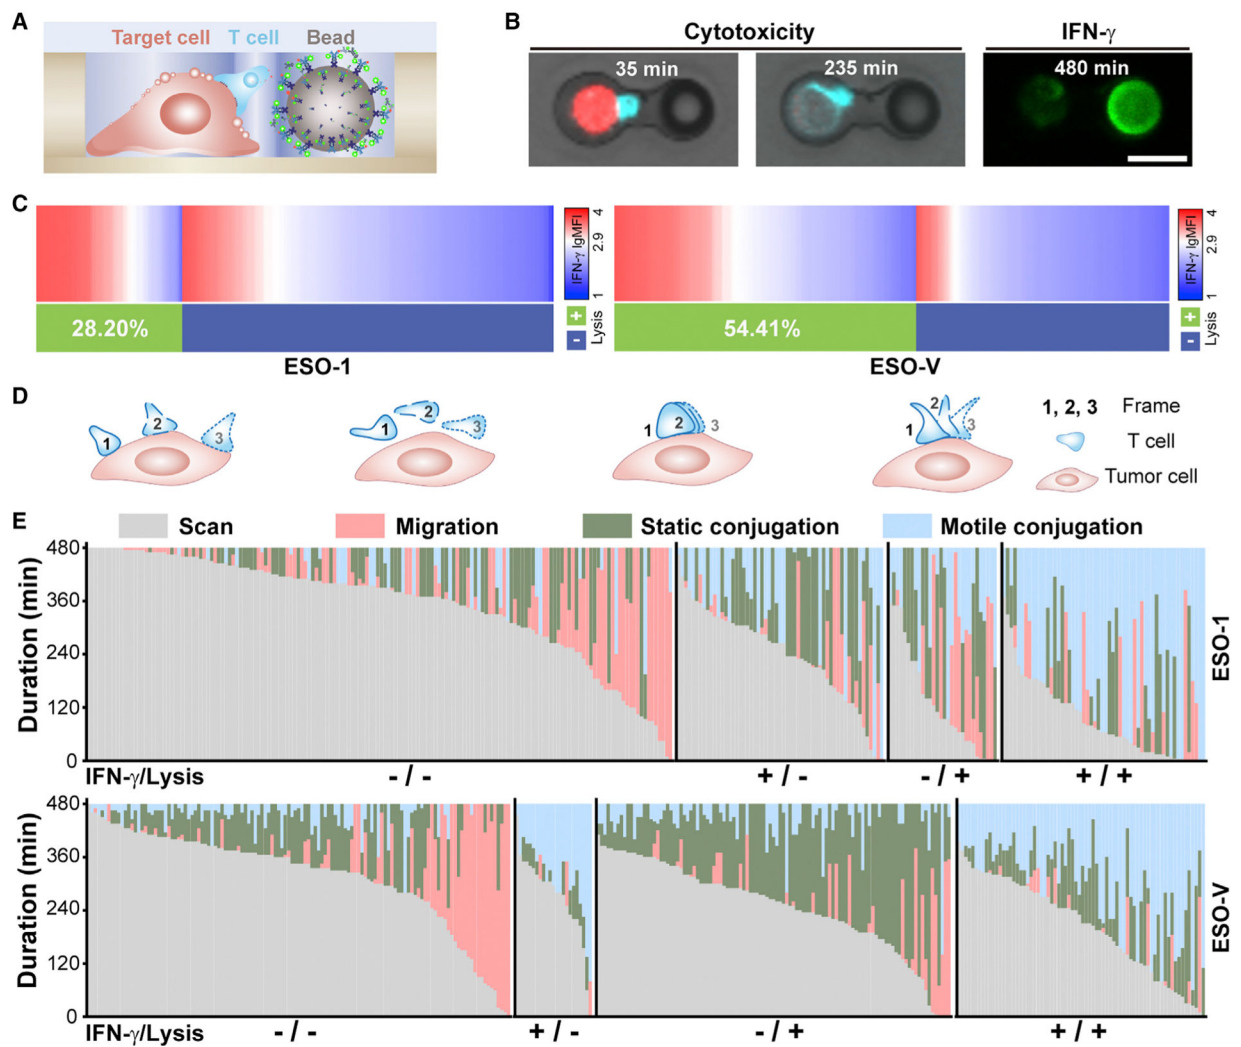 A
Target cell T cell Bead
B
Cytotoxicity
IFN-γ
35 min
235 min
480 min
C
28.20%
ESO-1
4
2.9
1
IFN-γ IgMFI
+
-
Lysis
54.41%
ESO-V
4
2.9
1
IFN-γ IgMFI
+
-
Lysis
D
1 2 3
1 2 3
1 2 3
1 2 3
1, 2, 3 Frame
T cell
Tumor cell
E
Scan Migration Static conjugation Motile conjugation
Duration (min)
480
360
240
120
0
ESO-1
IFN-γ/Lysis - / - + / - - / + + / +
Duration (min)
480
360
240
120
0
ESO-V
IFN-γ/Lysis - / - + / - - / + + / +